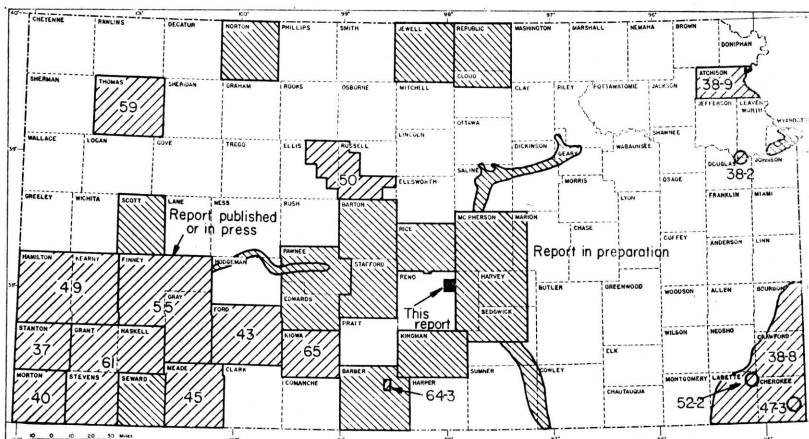 40° 101° 100° 99° 98° 97° 96°
CHEYENNE RAWLINS DECATUR NORTON PHILLIPS SMITH JEWELL REPUBLIC WASHINGTON MARSHALL NEMAHA BROWN DONIPHAN
CLOUD ATCHISON
38-9
SHERMAN THOMAS SHERIDAN GRAHAM ROOKS OSBORNE MITCHELL CLAY RILEY POTTAWATOMIE JACKSON JEFFERSON LEAVENWORTH
59
WYANDOTTE
OTTAWA
LINCOLN
39°
WALLACE LOGAN GOVE TREGO ELLIS RUSSELL SALINE DICKINSON GEARY WABAUNSEE SHAWNEE DOUGLAS JOHNSON
50
38-2
ELLSWORTH MORRIS OSAGE
GREELEY WICHITA SCOTT LANE NESS RUSH BARTON LYON FRANKLIN MIAMI
Report published
or in press
RICE MC PHERSON MARION CHASE
COFFEY ANDERSON LINN
Report in preparation
HAMILTON KEARNY FINNEY HODGEMAN PAWNEE STAFFORD RENO HARVEY
38°
49
55
This
report
GRAY FORD EDWARDS SEDGWICK BUTLER GREENWOOD WOODSON ALLEN BOURBON
43
PRATT
STANTON GRANT HASKELL KIOWA KINGMAN WILSON NEOSHO CRAWFORD
37
61
65
38-8
ELK
MORTON STEVENS SEWARD MEADE CLARK COMANCHE BARBER HARPER SUMNER COWLEY CHAUTAUQUA MONTGOMERY LABETTE CHEROKEE
40
45
64-3
52-2
47-3
10 0 10 20 30 MILES